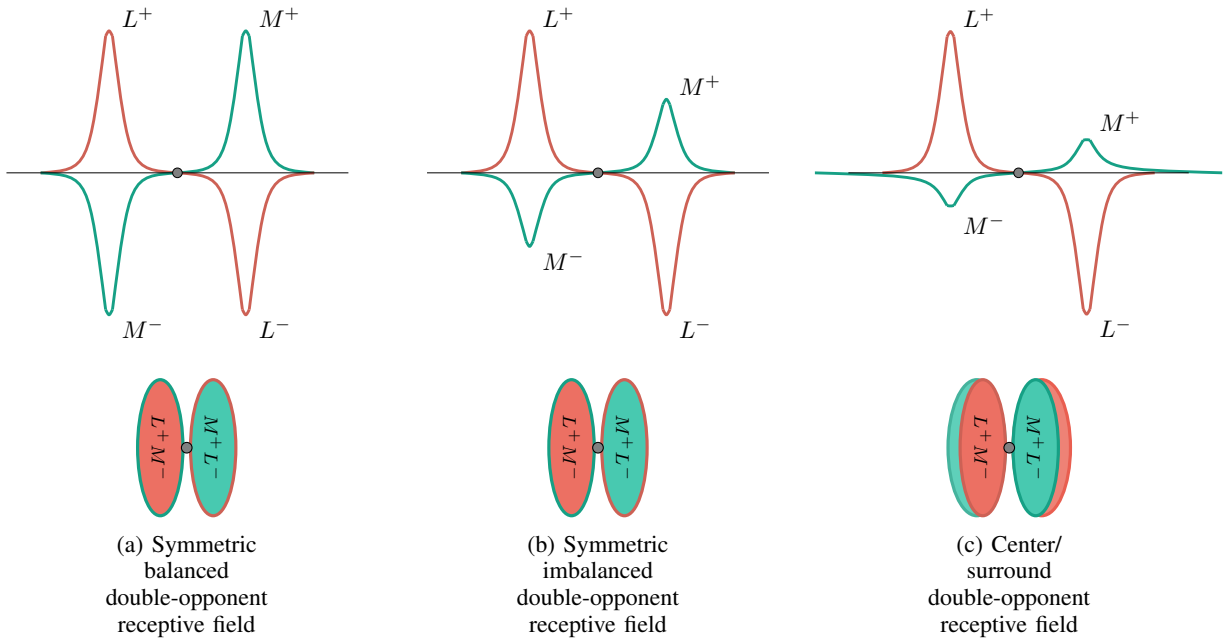 L⁺
M⁺
M⁻
L⁻
L⁺
M⁺
M⁻
L⁻
L⁺
M⁺
M⁻
L⁻
L⁺M⁻
M⁺L⁻
L⁺M⁻
M⁺L⁻
L⁺M⁻
M⁺L⁻
(a) Symmetric
balanced
double-opponent
receptive field
(b) Symmetric
imbalanced
double-opponent
receptive field
(c) Center/
surround
double-opponent
receptive field